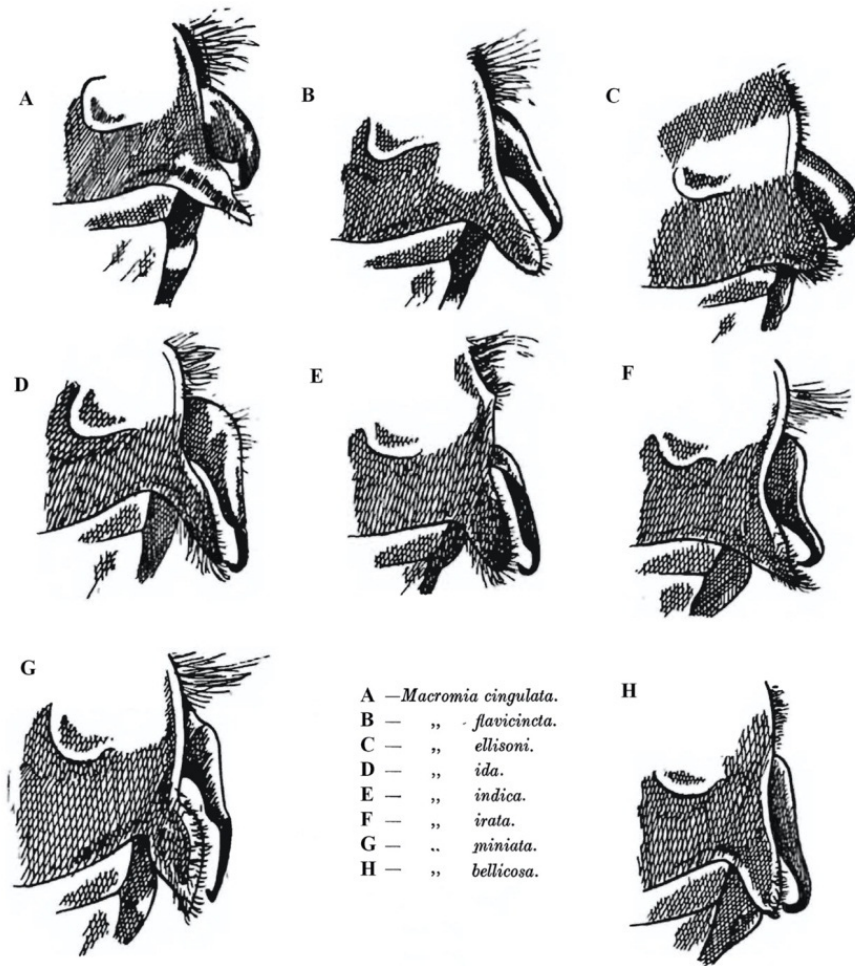 A
B
C
D
E
F
G
H
A —Macromia cingulata.
B — „ flavicincta.
C — „ ellisoni.
D — „ ida.
E — „ indica.
F — „ irata.
G — „ miniata.
H — „ bellicosa.